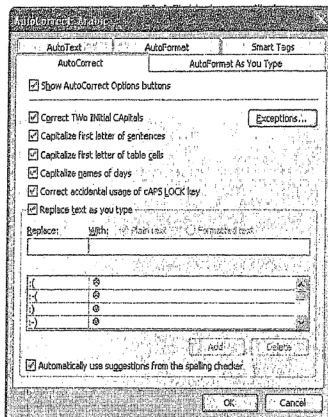 AutoCorrect: Arabic
AutoText AutoFormat Smart Tags
AutoCorrect AutoFormat As You Type
Show AutoCorrect Options buttons
Correct TWo INitial CApitals Exceptions...
Capitalize first letter of sentences
Capitalize first letter of table cells
Capitalize names of days
Correct accidental usage of cAPS LOCK key
Replace text as you type
Replace: With: Plain text Formatted text
:(
:-(
:)
:-)
Add Delete
Automatically use suggestions from the spelling checker
OK Cancel